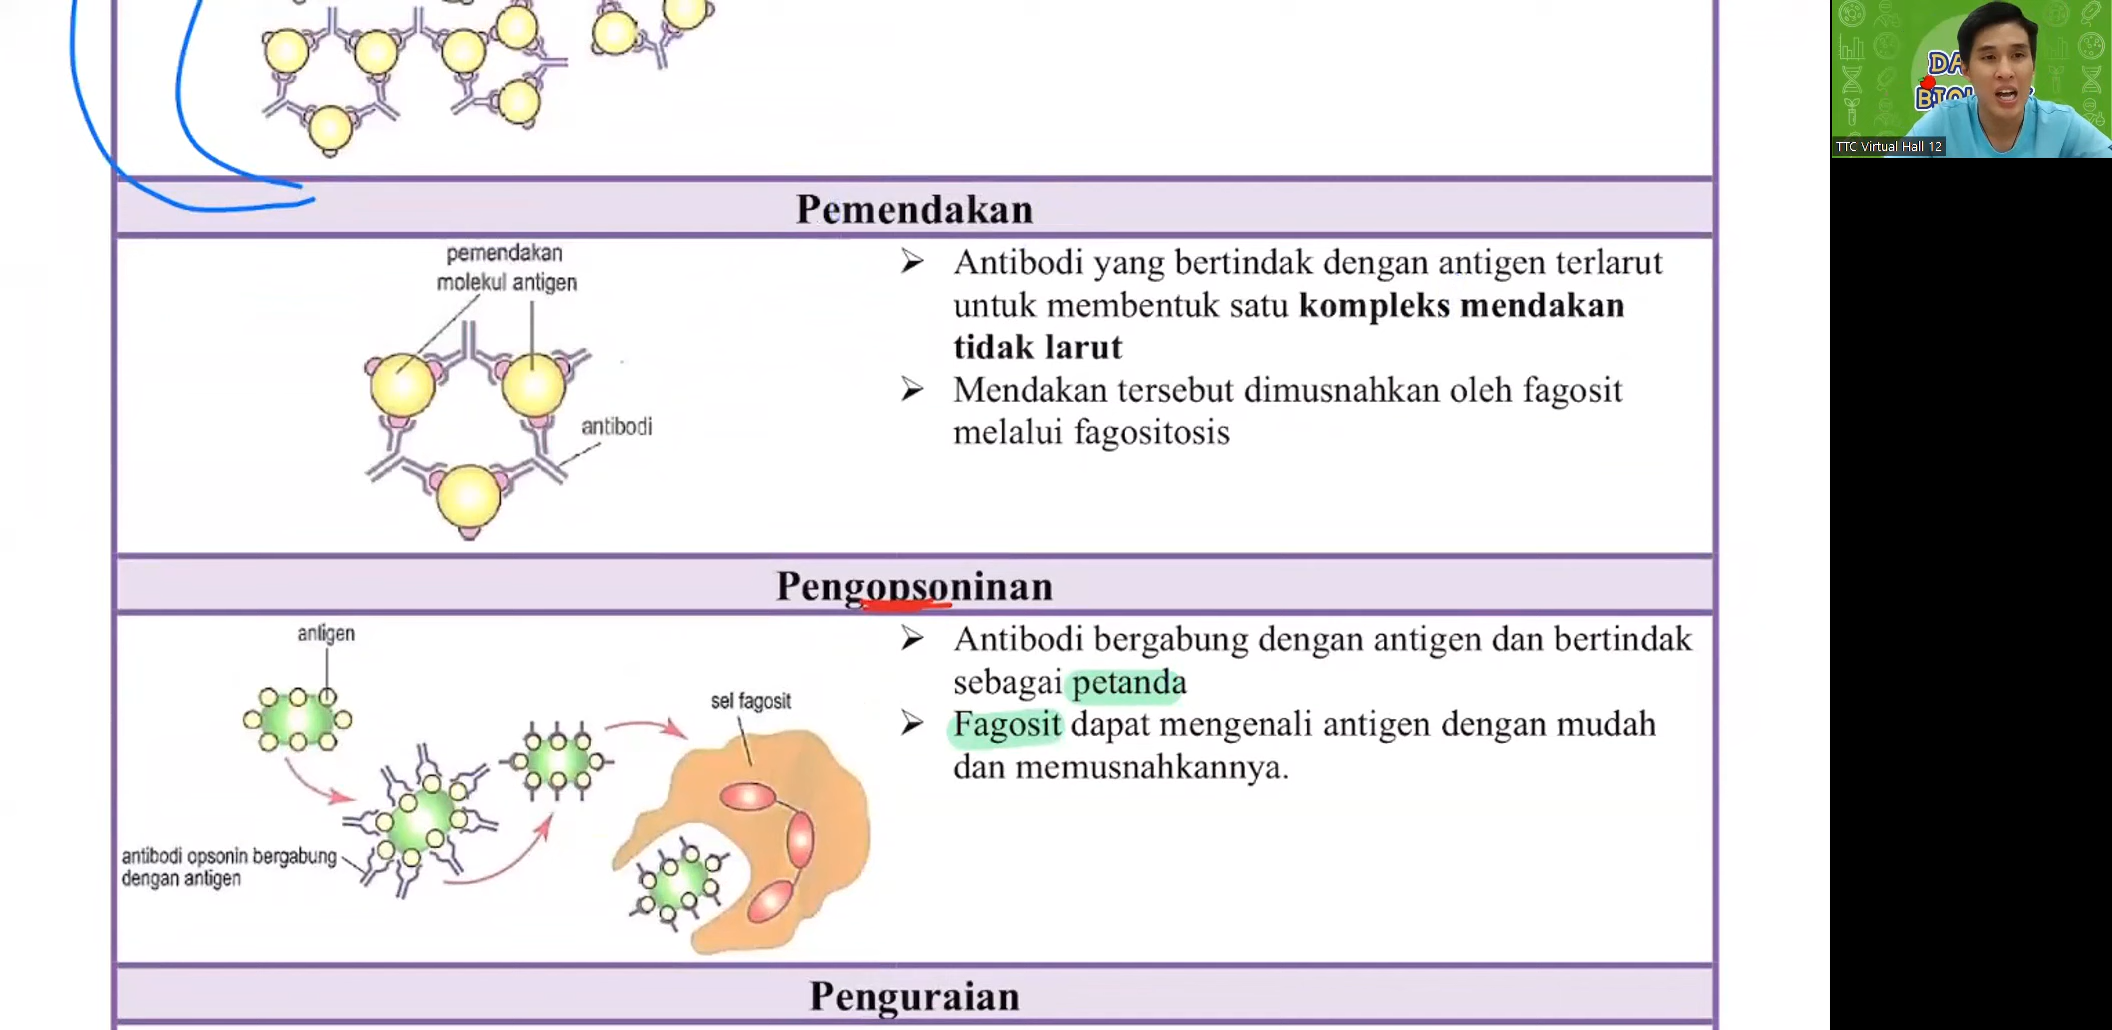 TTC Virtual Hall 12
Pemendakan
pemendakan
molekul antigen
antibodi
➢ Antibodi yang bertindak dengan antigen terlarut
untuk membentuk satu kompleks mendakan
tidak larut
➢ Mendakan tersebut dimusnahkan oleh fagosit
melalui fagositosis
Pengopsoninan
antigen
sel fagosit
antibodi opsonin bergabung
dengan antigen
➢ Antibodi bergabung dengan antigen dan bertindak
sebagai petanda
➢ Fagosit dapat mengenali antigen dengan mudah
dan memusnahkannya.
Penguraian